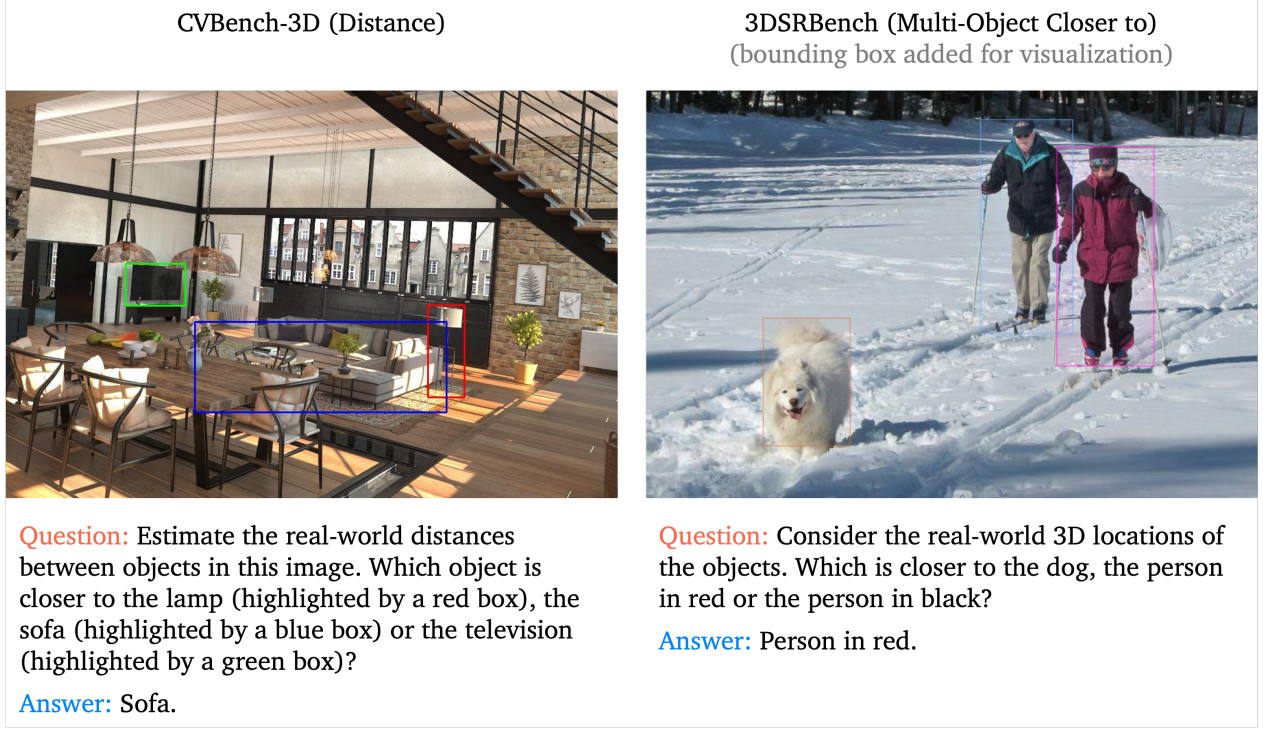 CVBench-3D (Distance)
Question: Estimate the real-world distances
between objects in this image. Which object is
closer to the lamp (highlighted by a red box), the
sofa (highlighted by a blue box) or the television
(highlighted by a green box)?
Answer: Sofa.
3DSRBench (Multi-Object Closer to)
(bounding box added for visualization)
Question: Consider the real-world 3D locations of
the objects. Which is closer to the dog, the person
in red or the person in black?
Answer: Person in red.